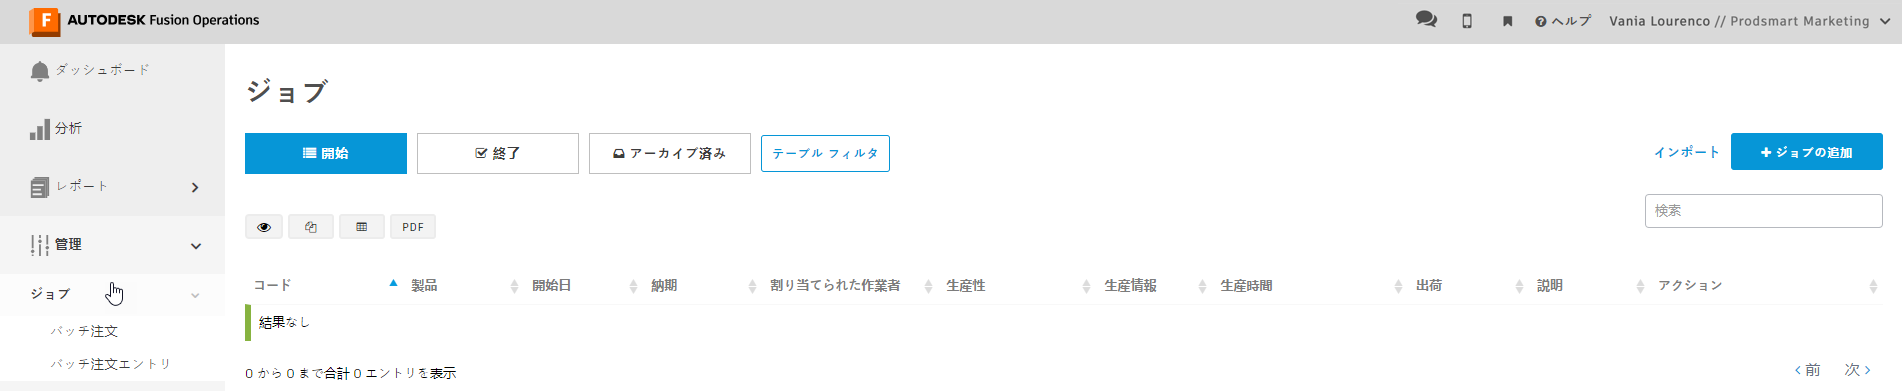 AUTODESK Fusion Operations
ヘルプ Vania Lourenco // Prodsmart Marketing
ダッシュボード
分析
レポート
管理
ジョブ
バッチ注文
バッチ注文エントリ
ジョブ
開始 終了 アーカイブ済み テーブル フィルタ インポート + ジョブの追加
検索
PDF
コード 製品 開始日 納期 割り当てられた作業者 生産性 生産情報 生産時間 出荷 説明 アクション
結果なし
0 から 0 まで合計 0 エントリを表示
‹ 前 次 ›